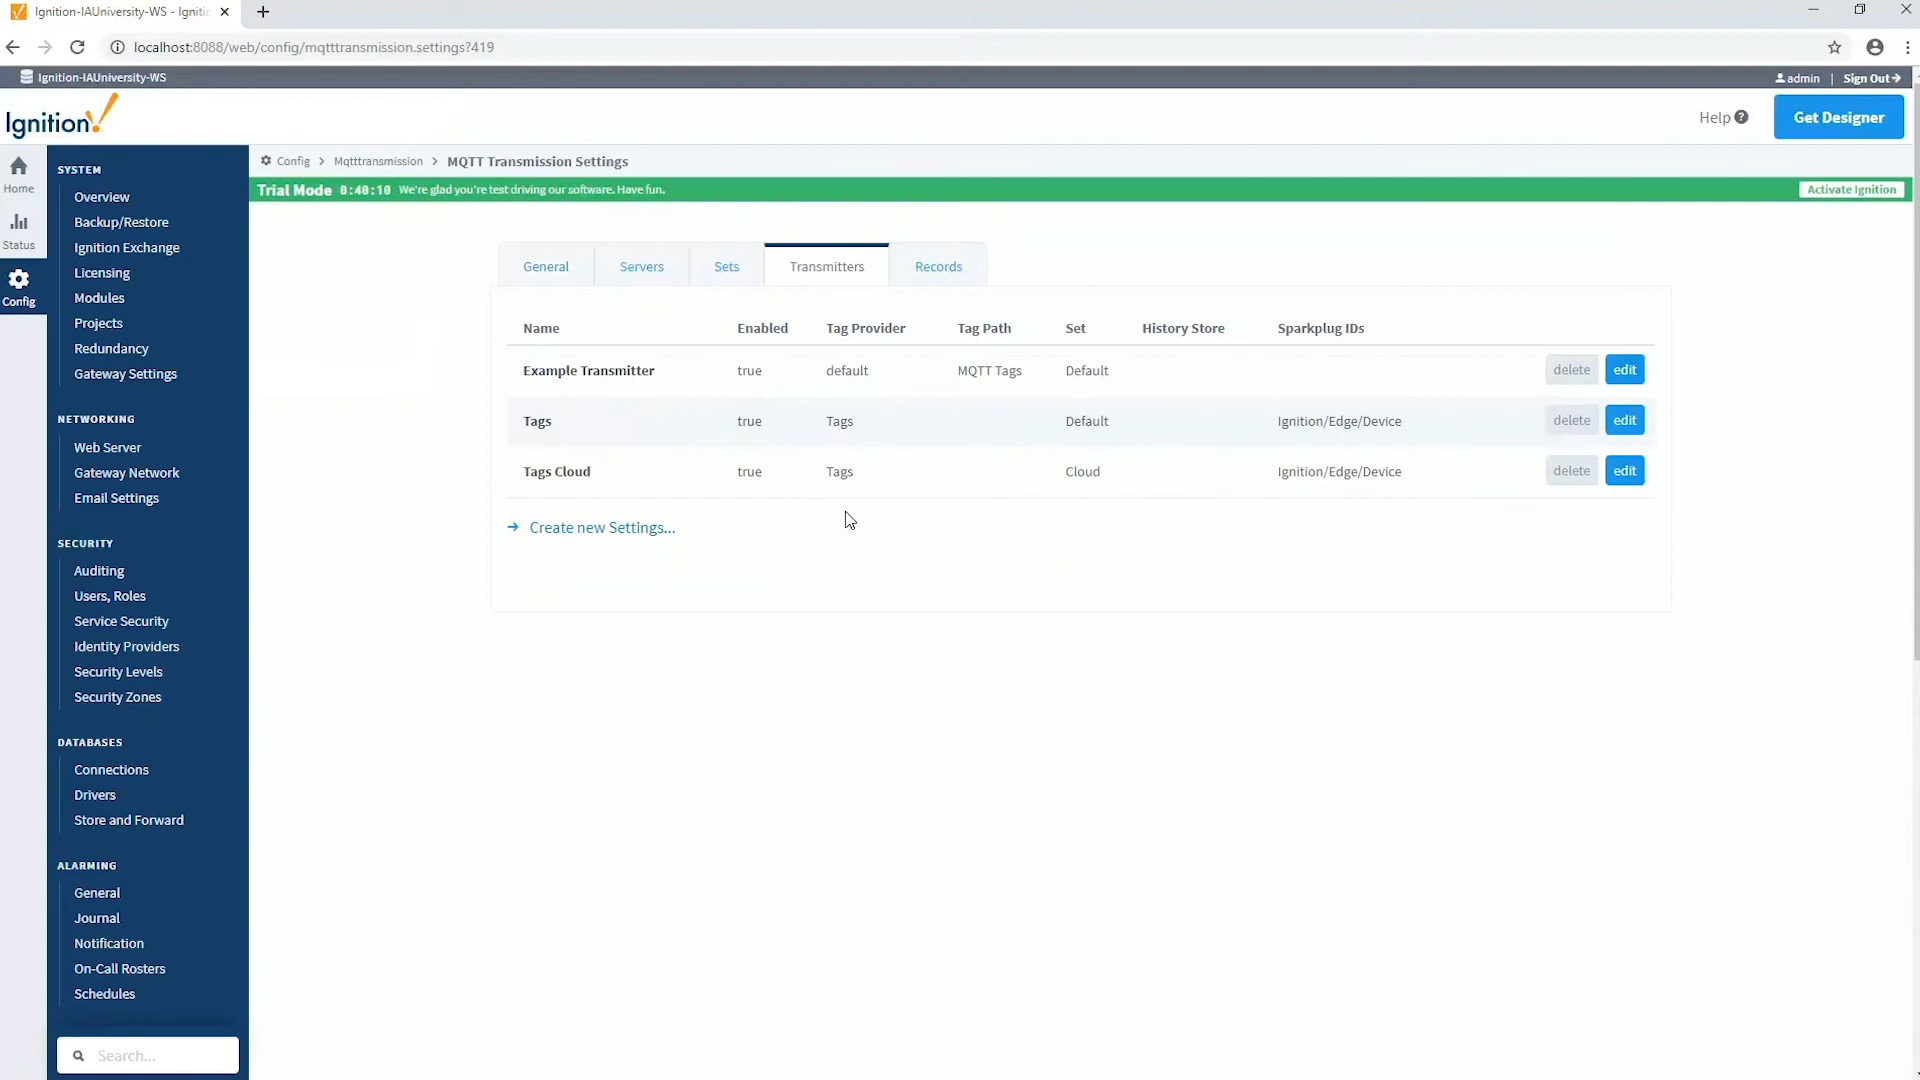 Ignition-IAUniversity-WS - Igniti
localhost:8088/web/config/mqtttransmission.settings?419
Ignition-IAUniversity-WS
admin | Sign Out
Ignition!
Help
Get Designer
Home
Status
Config
SYSTEM
Overview
Backup/Restore
Ignition Exchange
Licensing
Modules
Projects
Redundancy
Gateway Settings
NETWORKING
Web Server
Gateway Network
Email Settings
SECURITY
Auditing
Users, Roles
Service Security
Identity Providers
Security Levels
Security Zones
DATABASES
Connections
Drivers
Store and Forward
ALARMING
General
Journal
Notification
On-Call Rosters
Schedules
Search...
Config > Mqtttransmission > MQTT Transmission Settings
Trial Mode 0:40:10 We're glad you're test driving our software. Have fun.
Activate Ignition
General Servers Sets Transmitters Records
Name Enabled Tag Provider Tag Path Set History Store Sparkplug IDs
Example Transmitter true default MQTT Tags Default delete edit
Tags true Tags Default Ignition/Edge/Device delete edit
Tags Cloud true Tags Cloud Ignition/Edge/Device delete edit
→ Create new Settings...